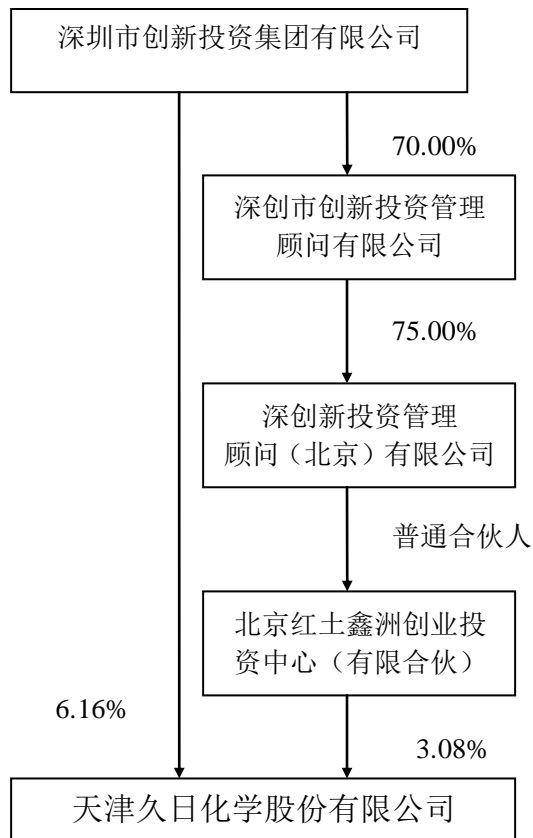 深圳市创新投资集团有限公司
70.00%
深创市创新投资管理
顾问有限公司
75.00%
深创新投资管理
顾问（北京）有限公司
普通合伙人
北京红土鑫洲创业投
资中心（有限合伙）
6.16%
3.08%
天津久日化学股份有限公司